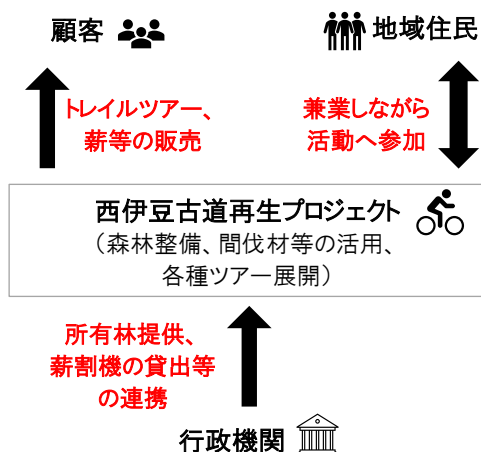 顧客
地域住民
トレイルツアー、
薪等の販売
兼業しながら
活動へ参加
西伊豆古道再生プロジェクト
（森林整備、間伐材等の活用、
各種ツアー展開）
所有林提供、
薪割機の貸出等
の連携
行政機関